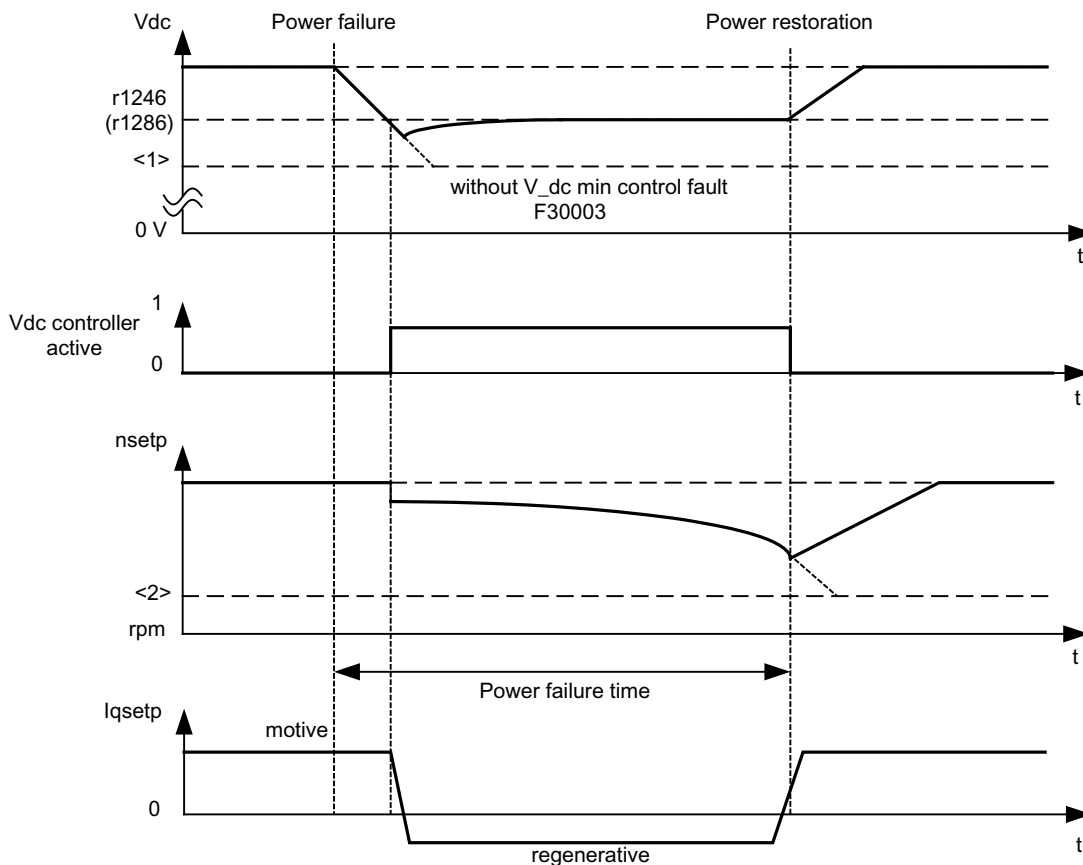 Vdc
Power failure
Power restoration
r1246
(r1286)
<1>
without V_dc min control fault
F30003
0 V
t
1
Vdc controller
active
0
t
nsetp
<2>
rpm
t
Power failure time
Iqsetp
motive
0
regenerative
t